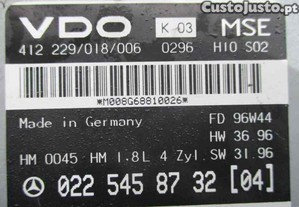 CustoJusto.pt
VDO K 03 MSE
412 229/018/006 0296 H10 S02
*M008G68810026*
Made in Germany FD 96W44
HW 36.96
HM 0045 HM 1.8L 4 Zyl. SW 31.96
022 545 87 32 [04]